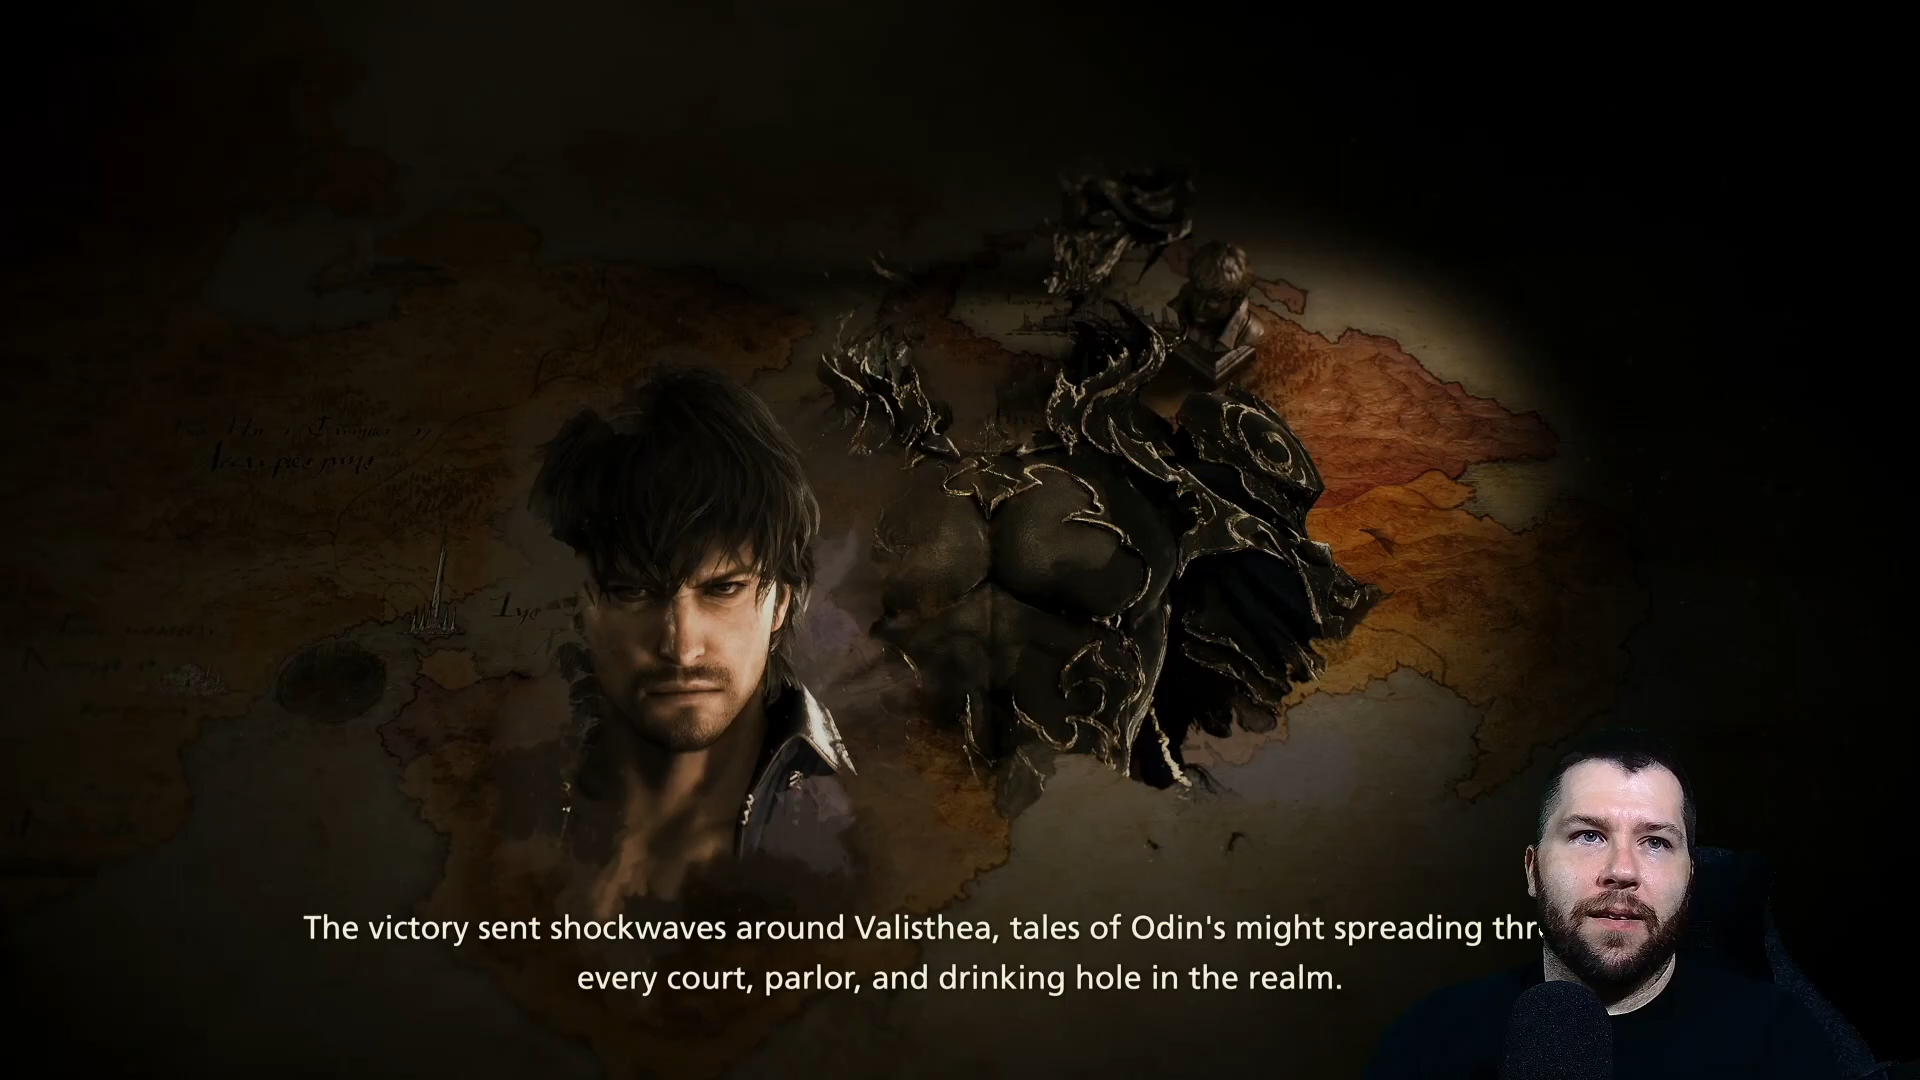 The victory sent shockwaves around Valisthea, tales of Odin's might spreading
every court, parlor, and drinking hole in the realm.